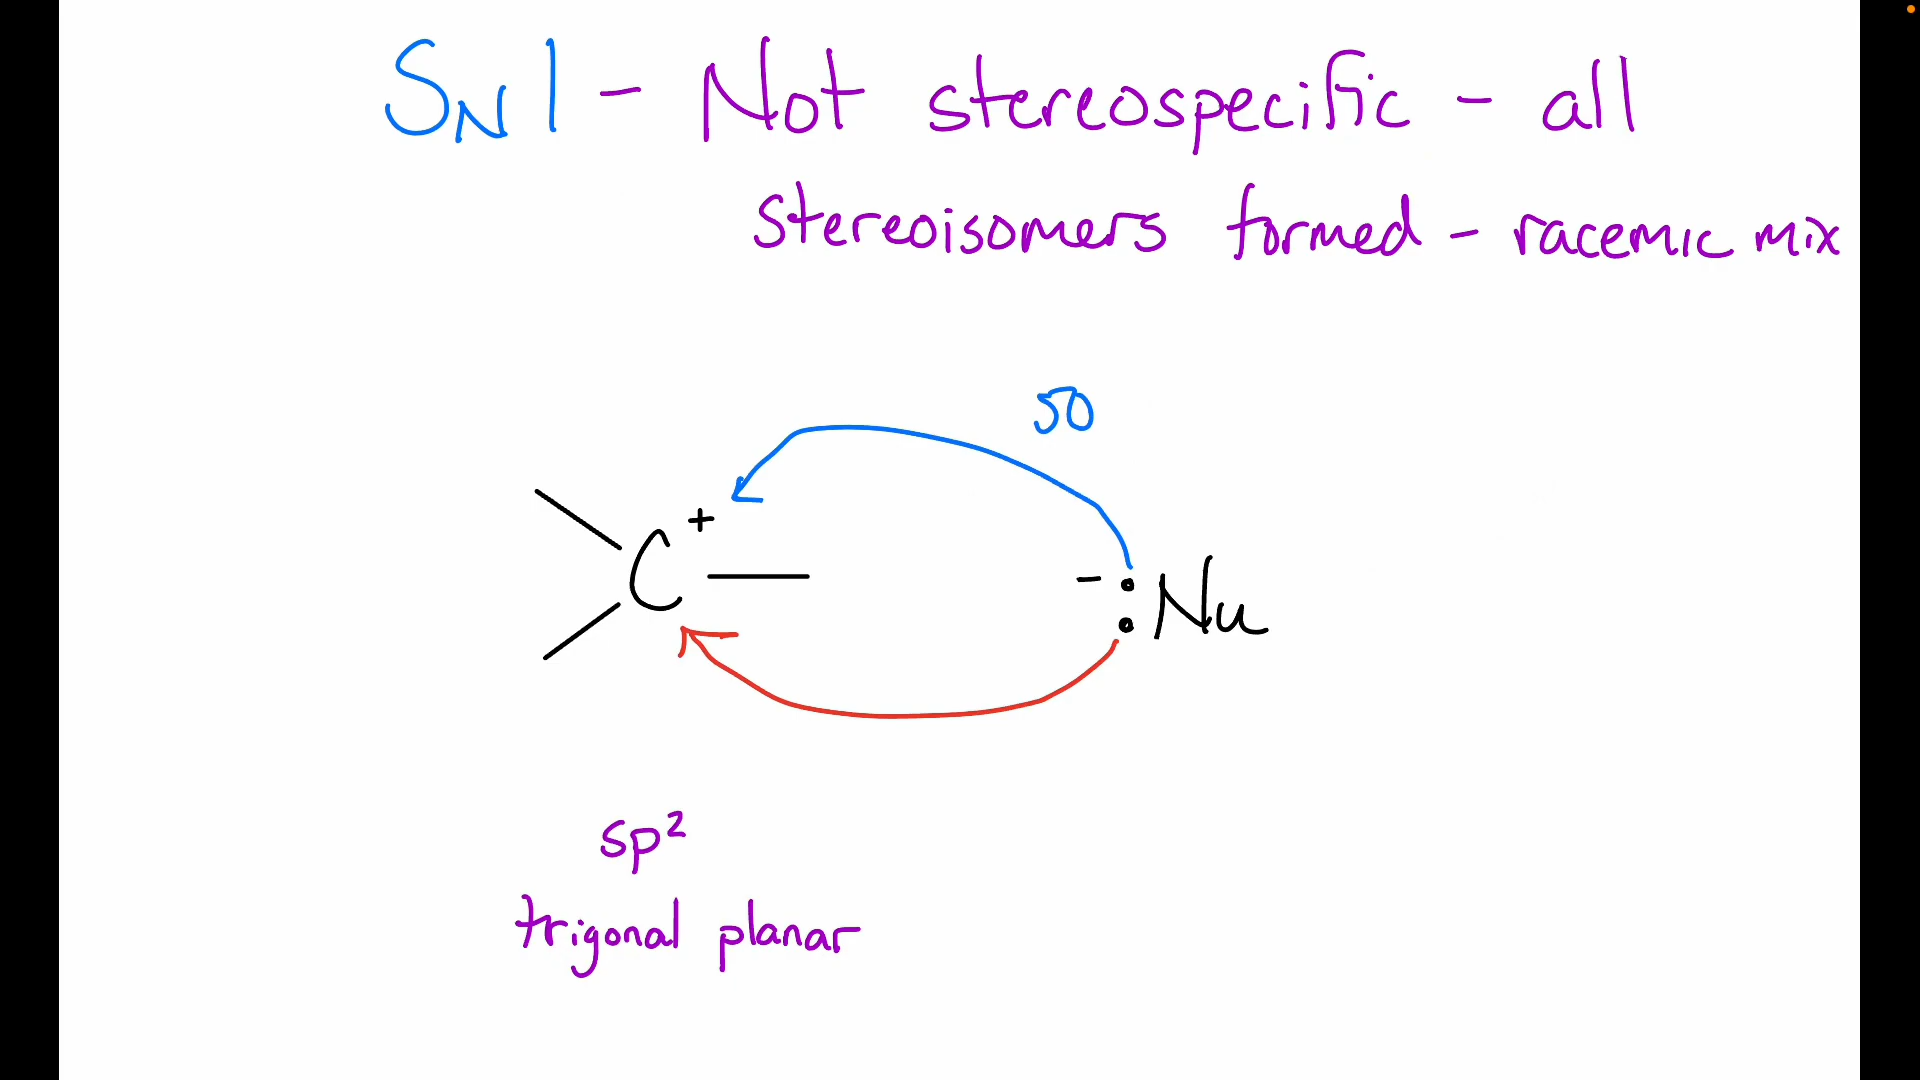 SN1 - Not stereospecific - all
stereoisomers formed - racemic mix
50
C+
-:Nu
sp²
trigonal planar